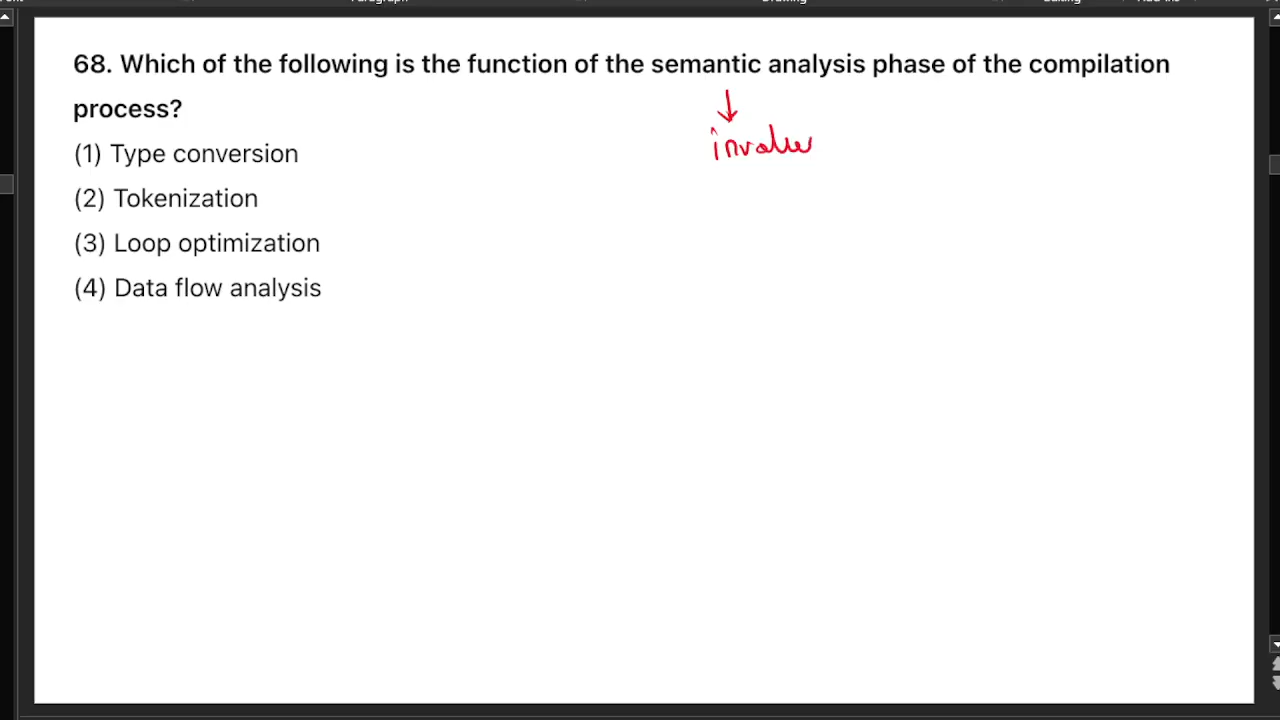 68. Which of the following is the function of the semantic analysis phase of the compilation
process?
(1) Type conversion
(2) Tokenization
(3) Loop optimization
(4) Data flow analysis